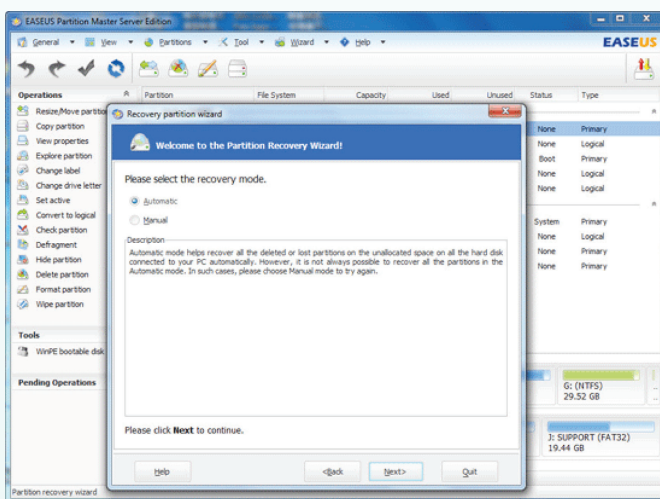 EASEUS Partition Master Server Edition
General View Partitions Tool Wizard Help
EASEUS
Operations
Partition File System Capacity Used Unused Status Type
Resize/Move partition
Copy partition
View properties
Explore partition
Change label
Change drive letter
Set active
Convert to logical
Check partition
Defragment
Hide partition
Delete partition
Format partition
Wipe partition
Tools
WinPE bootable disk
Pending Operations
Recovery partition wizard
Welcome to the Partition Recovery Wizard!
Please select the recovery mode.
Automatic
Manual
Description
Automatic mode helps recover all the deleted or lost partitions on the unallocated space on all the hard disk
connected to your PC automatically. However, it is not always possible to recover all the partitions in the
Automatic mode. In such cases, please choose Manual mode to try again.
Please click Next to continue.
Help <Back Next> Quit
None Primary
None Logical
Boot Primary
None Logical
None Logical
System Primary
None Logical
None Primary
None Primary
G: (NTFS)
29.52 GB
J: SUPPORT (FAT32)
19.44 GB
Partition recovery wizard